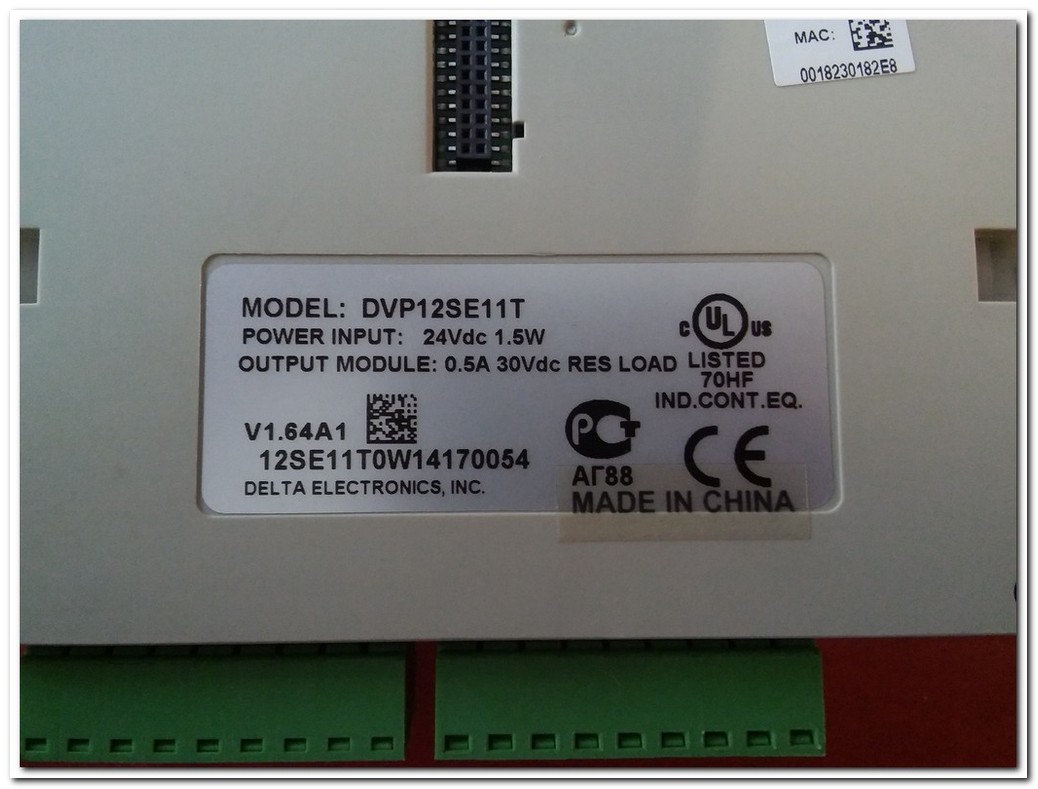 MAC:
0018230182E8
MODEL: DVP12SE11T
POWER INPUT: 24Vdc 1.5W
OUTPUT MODULE: 0.5A 30Vdc RES LOAD
C UL US
LISTED
70HF
IND.CONT.EQ.
V1.64A1
12SE11T0W14170054
DELTA ELECTRONICS, INC.
РСТ
АГ88
CE
MADE IN CHINA